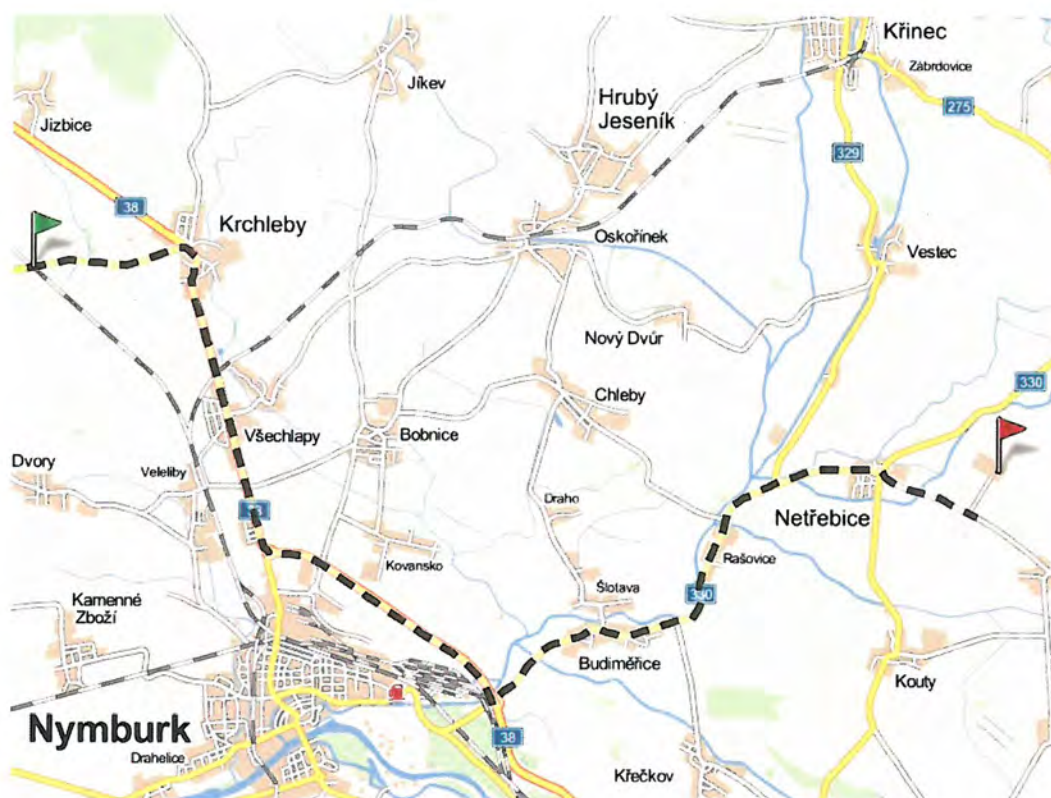 Křinec
Zábrdovice
Jíkev
Hrubý
Jeseník
275
Jizbice
329
38
Krchleby
Oskořínek
Vestec
Nový Dvůr
330
Chleby
Všechlapy
Bobnice
Dvory
Veleliby
Draho
Netřebice
38
Rašovice
Kovansko
Šlotava
330
Kamenné
Zboží
Budiměřice
Kouty
Nymburk
38
Drahelice
Křečkov